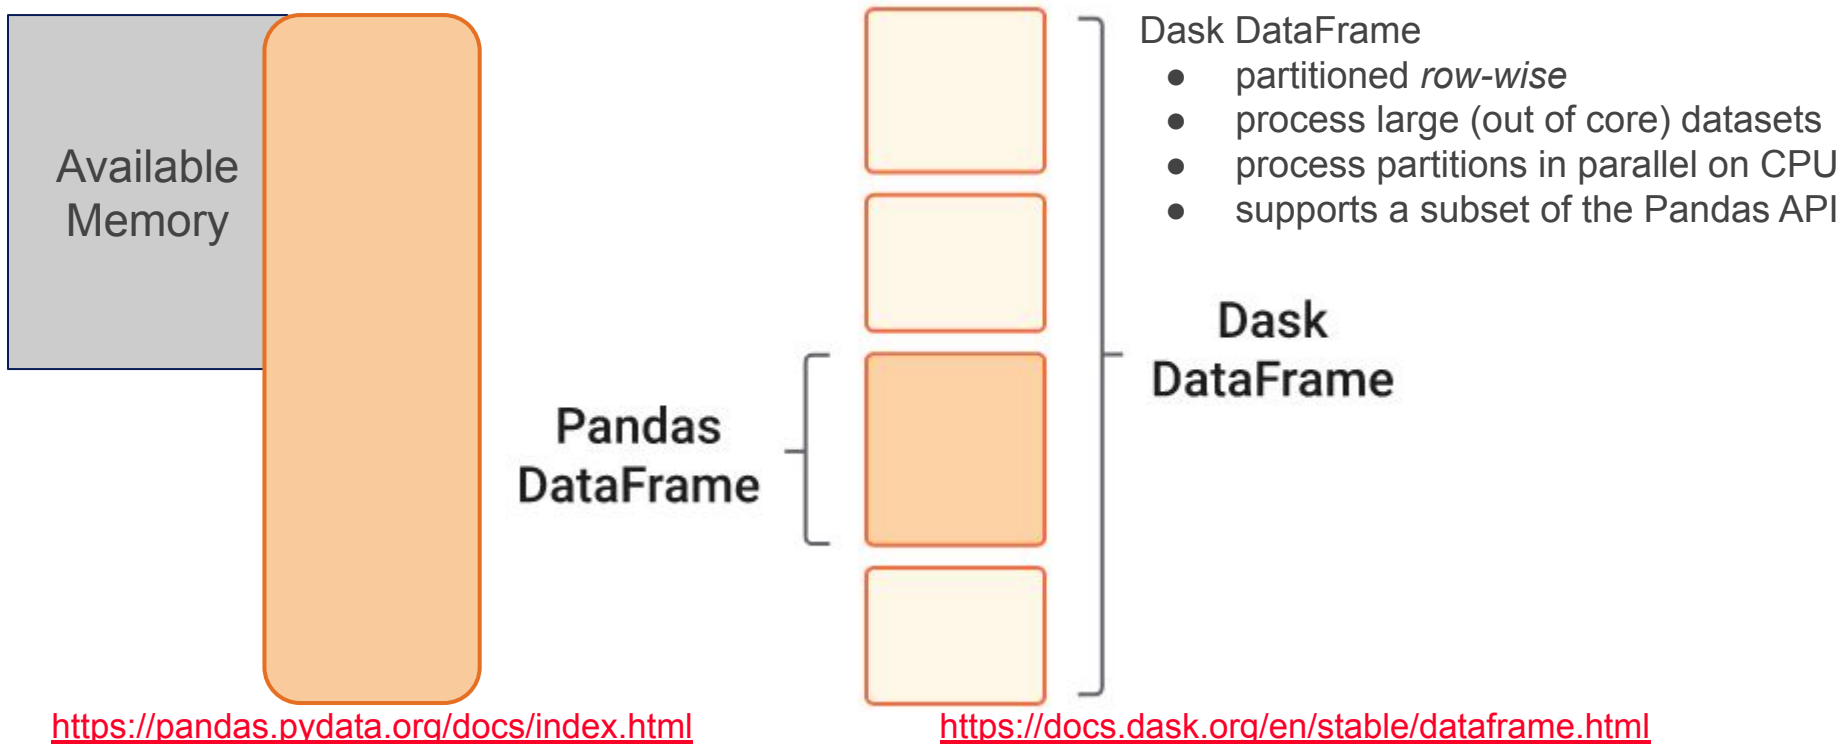 Available
Memory
Pandas
DataFrame
Dask DataFrame
● partitioned row-wise
● process large (out of core) datasets
● process partitions in parallel on CPU
● supports a subset of the Pandas API
Dask
DataFrame
https://pandas.pydata.org/docs/index.html
https://docs.dask.org/en/stable/dataframe.html